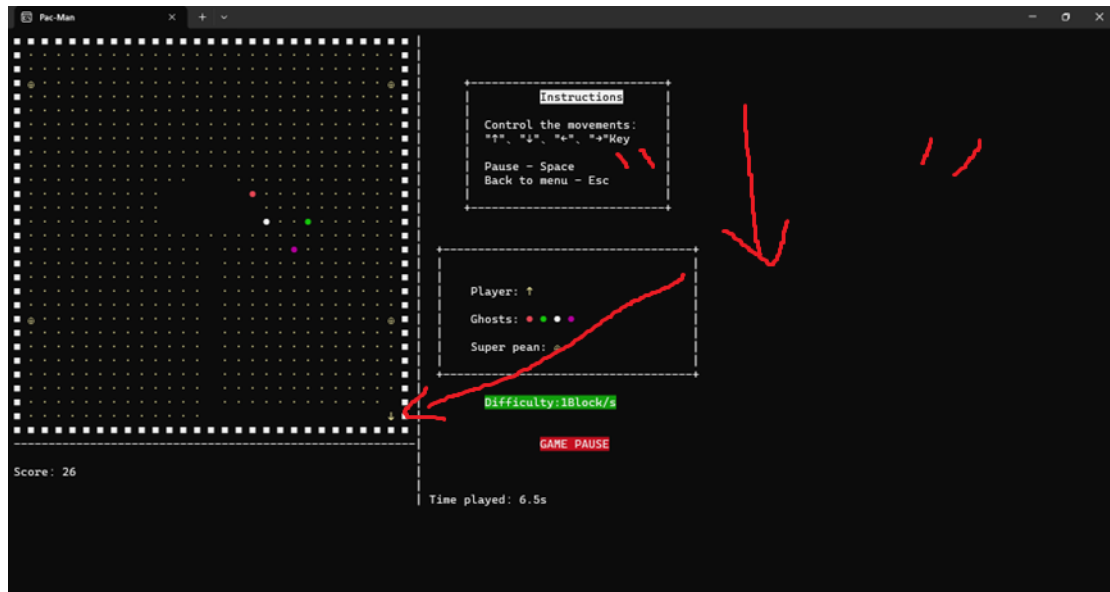 Pac-Man
Instructions
Control the movements:
"↑"、"↓"、"←"、"→"Key
Pause - Space
Back to menu - Esc
Player: ↑
Ghosts:
Super pean:
Difficulty:1Block/s
GAME PAUSE
Score: 26
Time played: 6.5s